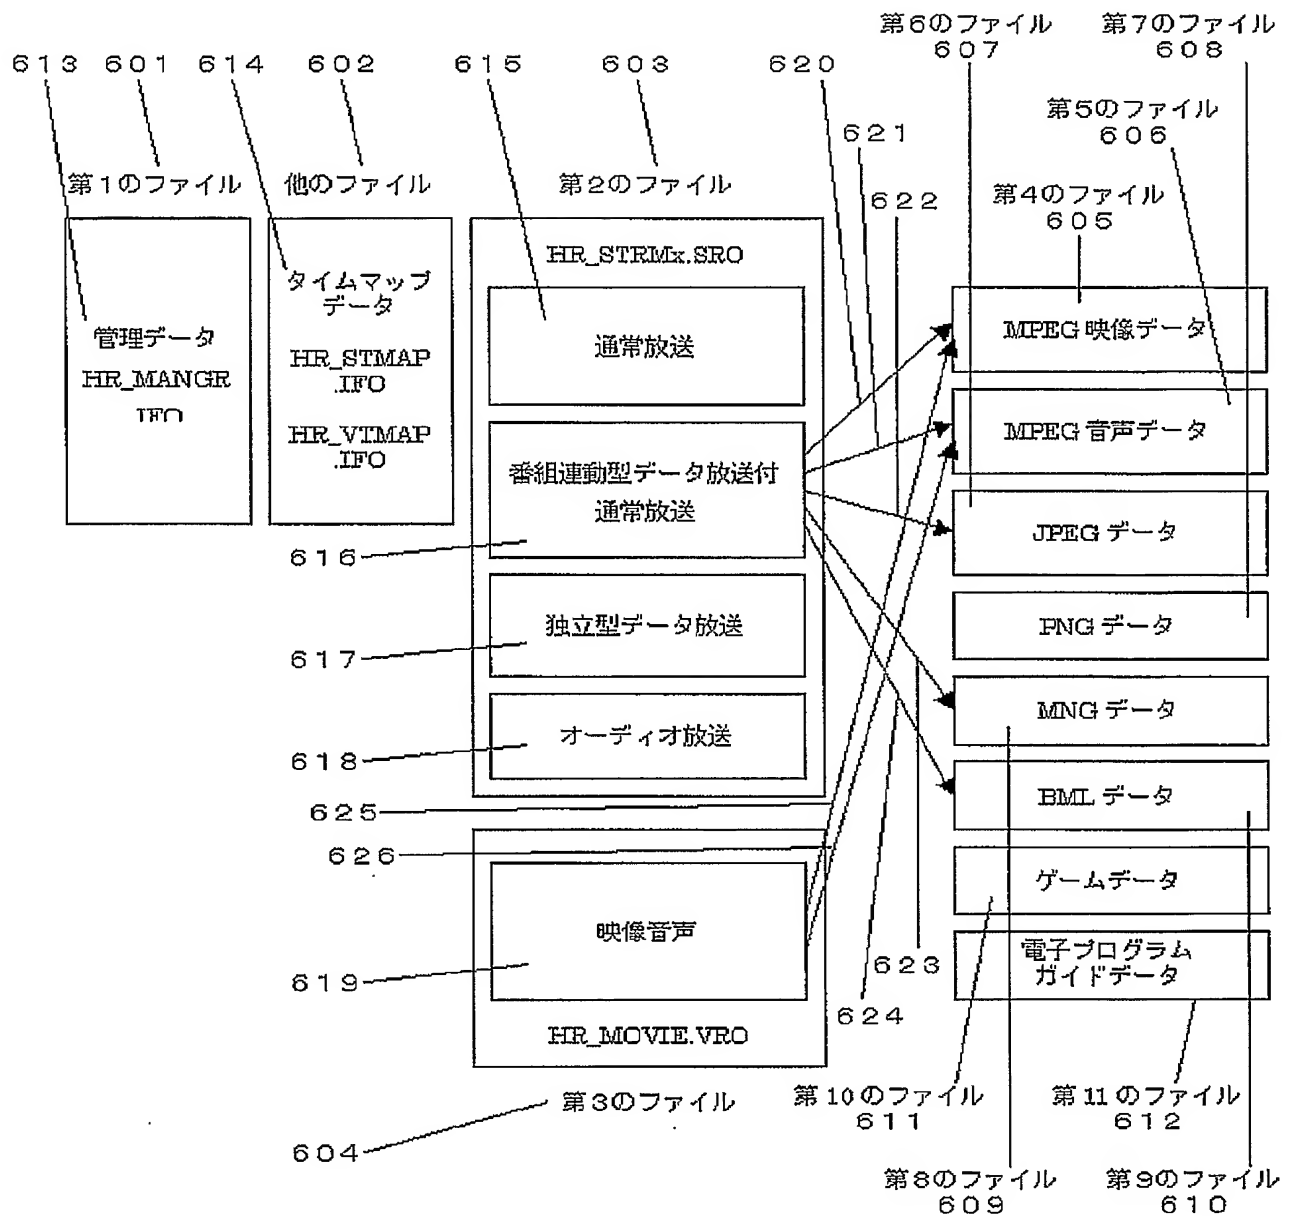 第6のファイル
607
第7のファイル
608
613
601
614
602
615
603
620
621
622
第5のファイル
606
第4のファイル
605
第1のファイル
他のファイル
第2のファイル
管理データ
HR_MANGR
.IFO
タイムマップ
データ
HR_STMAP
.IFO
HR_VTMAP
.IFO
HR_STRMx.SRO
通常放送
番組連動型データ放送付
通常放送
独立型データ放送
オーディオ放送
616
617
618
625
626
映像音声
619
HR_MOVIE.VRO
第3のファイル
604
MPEG 映像データ
MPEG 音声データ
JPEG データ
PNG データ
MNG データ
BML データ
ゲームデータ
電子プログラム
ガイドデータ
623
624
第10のファイル
611
第11のファイル
612
第8のファイル
609
第9のファイル
610